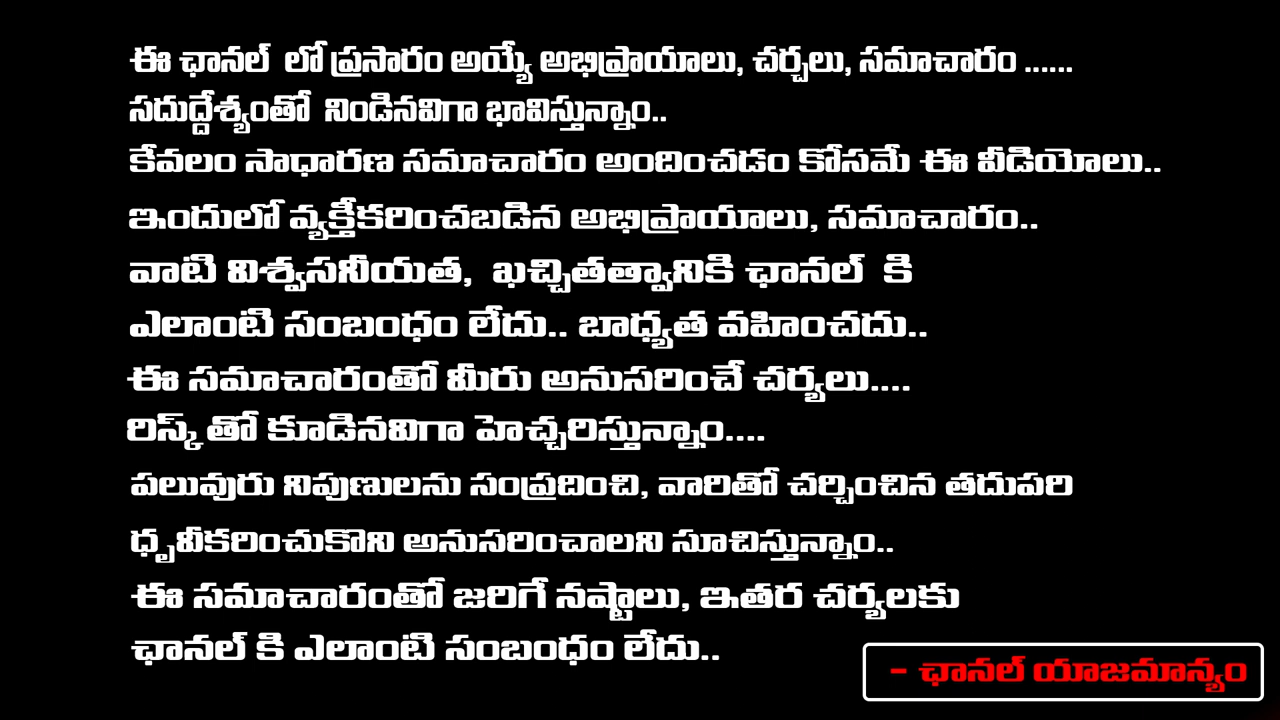 ఈ ఛానల్ లో ప్రసారం అయ్యే అభిప్రాయాలు, చర్చలు, సమాచారం ......
సదుద్దేశ్యంతో నిండినవిగా భావిస్తున్నాం..
కేవలం సాధారణ సమాచారం అందించడం కోసమే ఈ వీడియోలు..
ఇందులో వ్యక్తీకరించబడిన అభిప్రాయాలు, సమాచారం..
వాటి విశ్వసనీయత, ఖచ్చితత్వానికి ఛానల్ కి
ఎలాంటి సంబంధం లేదు.. బాధ్యత వహించదు..
ఈ సమాచారంతో మీరు అనుసరించే చర్యలు....
రిస్క్ తో కూడినవిగా హెచ్చరిస్తున్నాం....
పలువురు నిపుణులను సంప్రదించి, వారితో చర్చించిన తదుపరి
ధృవీకరించుకొని అనుసరించాలని సూచిస్తున్నాం..
ఈ సమాచారంతో జరిగే నష్టాలు, ఇతర చర్యలకు
ఛానల్ కి ఎలాంటి సంబంధం లేదు..
- ఛానల్ యాజమాన్యం